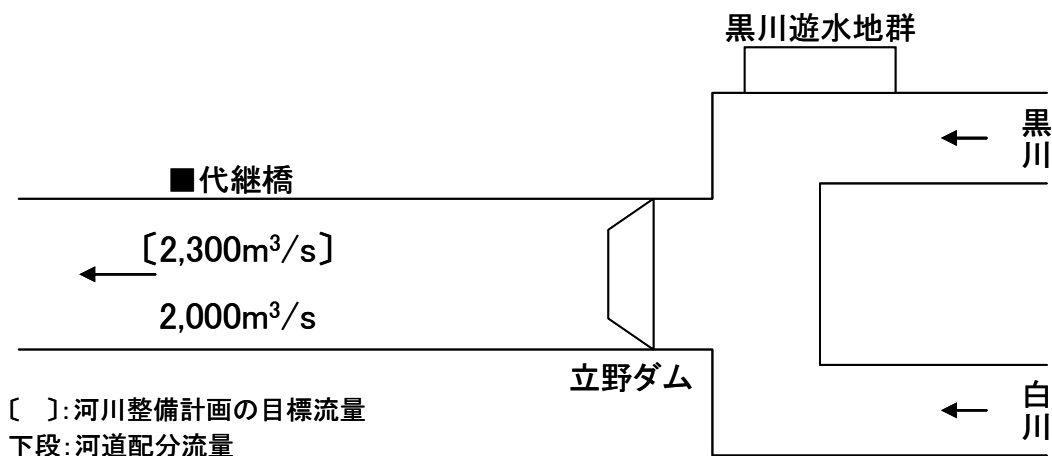 黒川遊水地群
黒川
■代継橋
〔2,300m³/s〕
2,000m³/s
立野ダム
白川
〔　〕：河川整備計画の目標流量
下段：河道配分流量